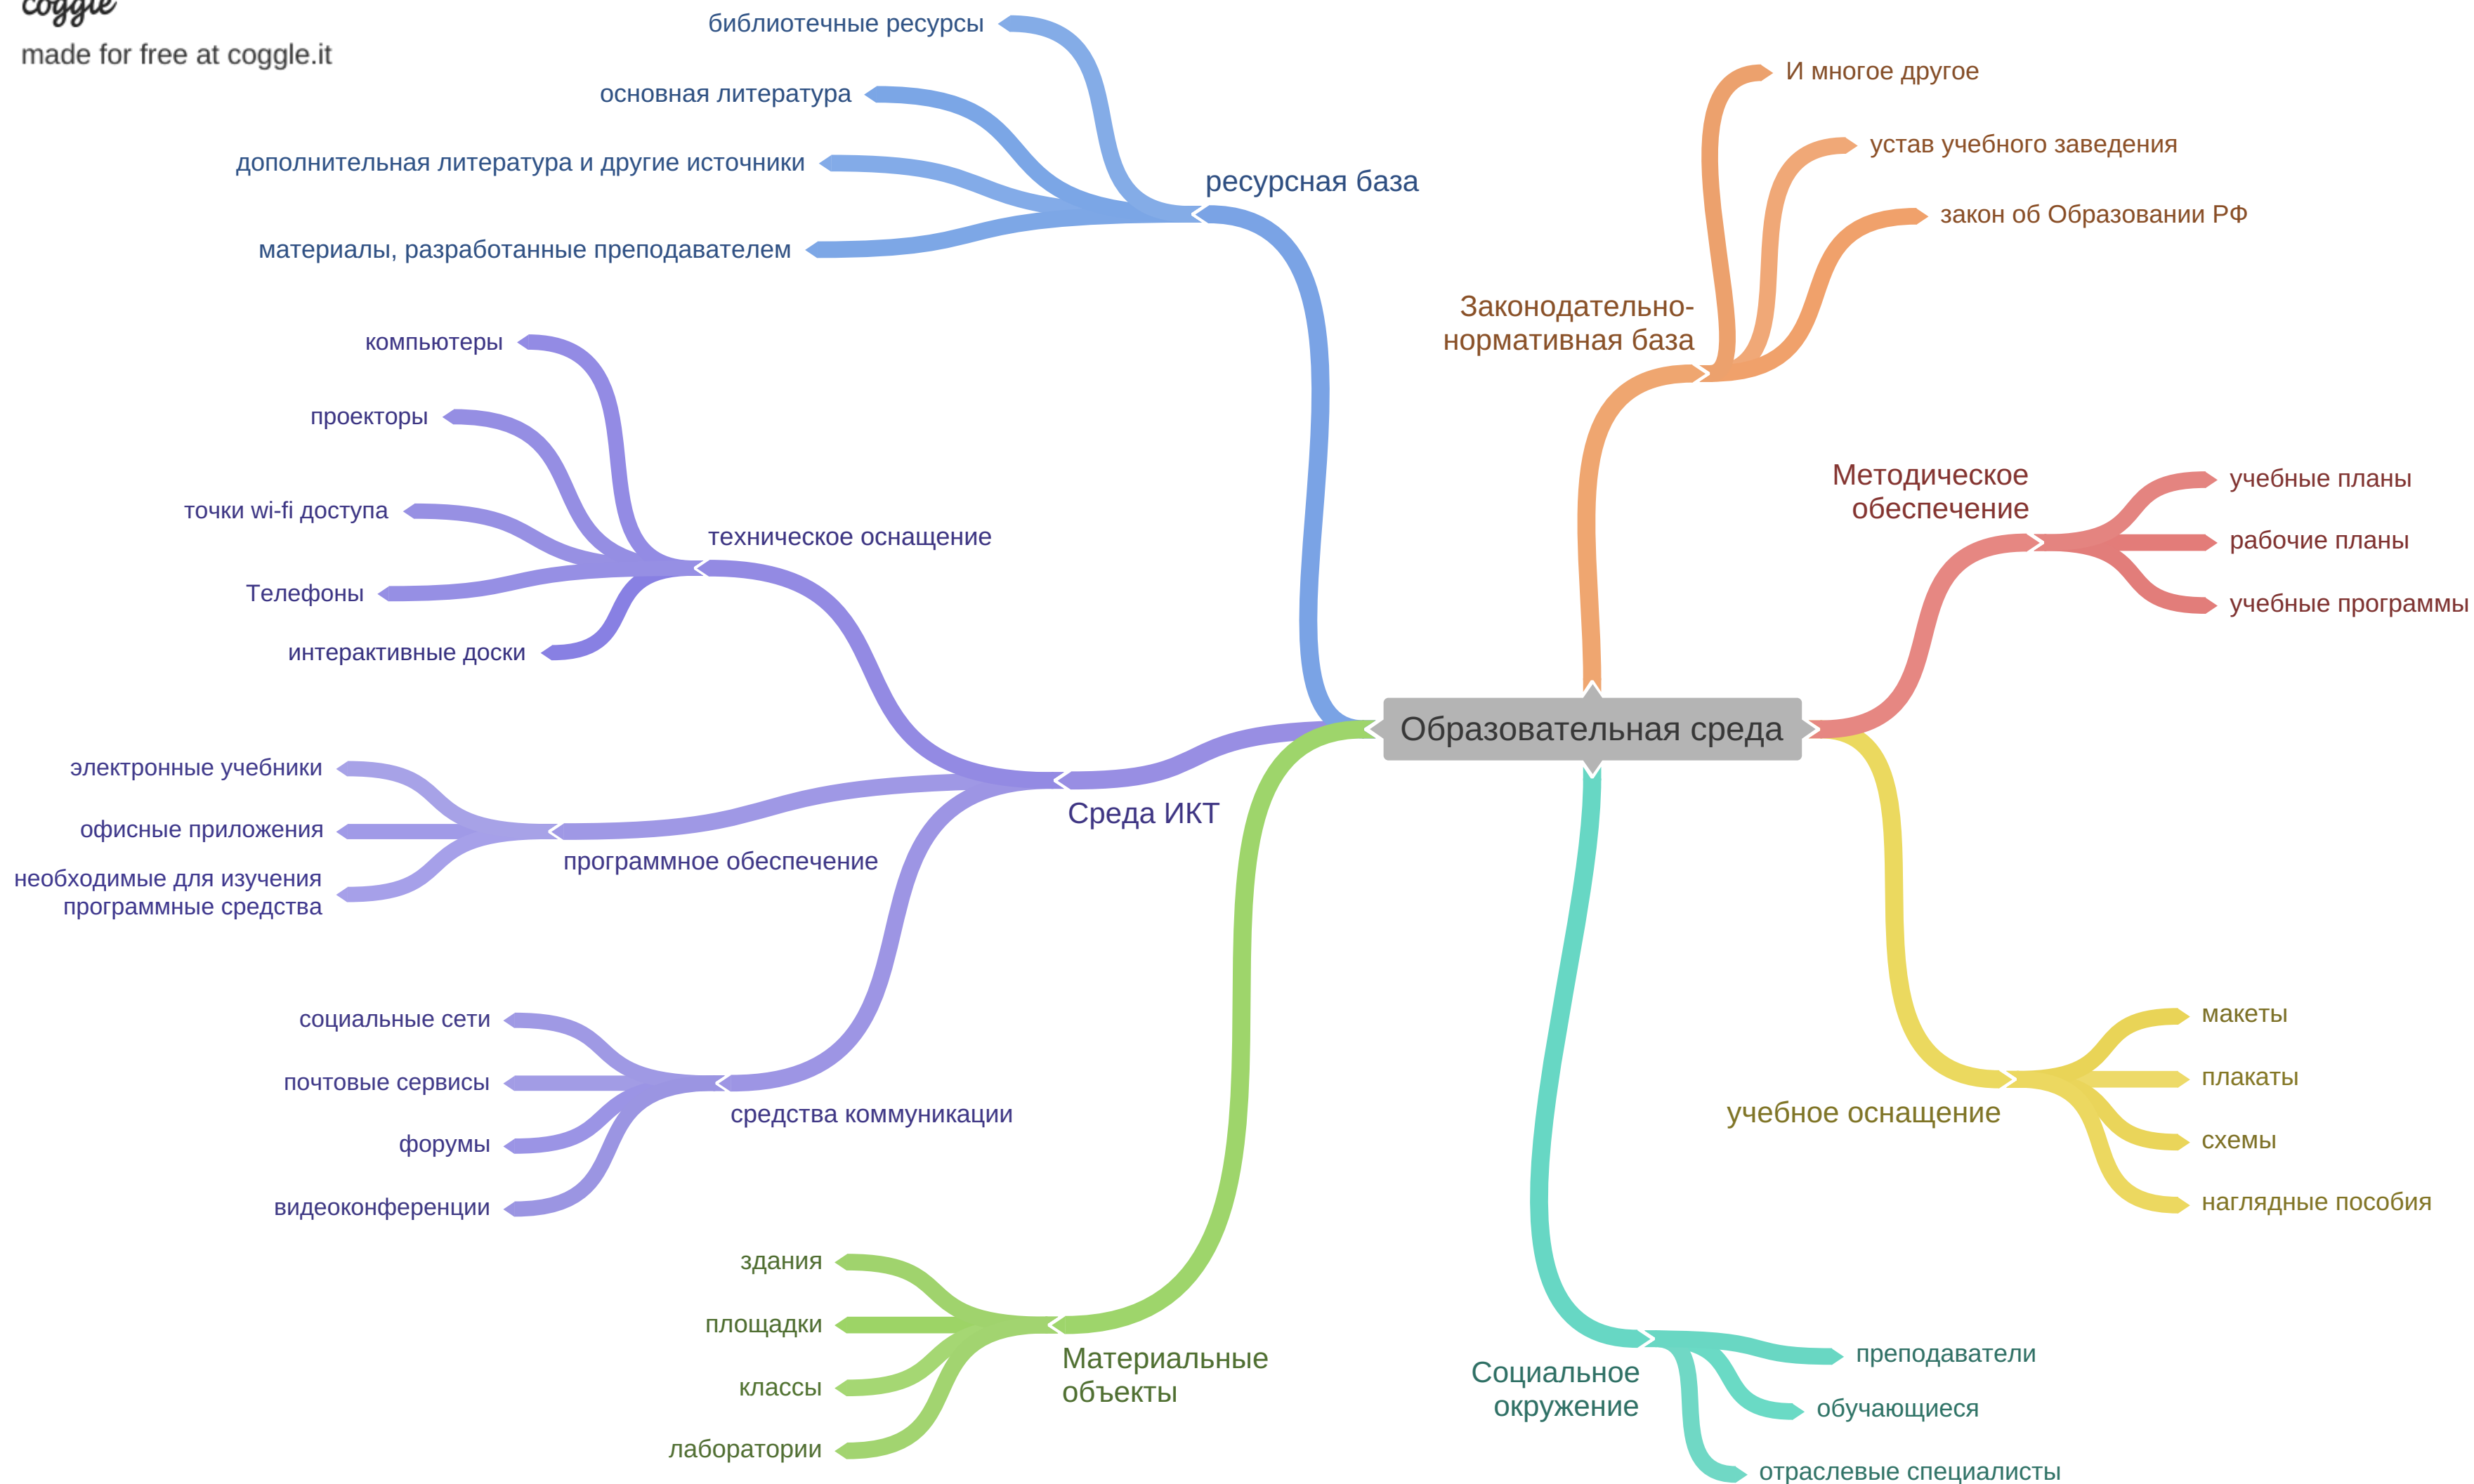 coggle
made for free at coggle.it
библиотечные ресурсы
основная литература
дополнительная литература и другие источники
материалы, разработанные преподавателем
ресурсная база
компьютеры
проекторы
точки wi-fi доступа
Телефоны
интерактивные доски
техническое оснащение
электронные учебники
офисные приложения
необходимые для изучения
программные средства
программное обеспечение
Среда ИКТ
социальные сети
почтовые сервисы
форумы
видеоконференции
средства коммуникации
здания
площадки
классы
лаборатории
Материальные
объекты
Образовательная среда
И многое другое
устав учебного заведения
закон об Образовании РФ
Законодательно-
нормативная база
Методическое
обеспечение
учебные планы
рабочие планы
учебные программы
макеты
плакаты
схемы
наглядные пособия
учебное оснащение
Социальное
окружение
преподаватели
обучающиеся
отраслевые специалисты